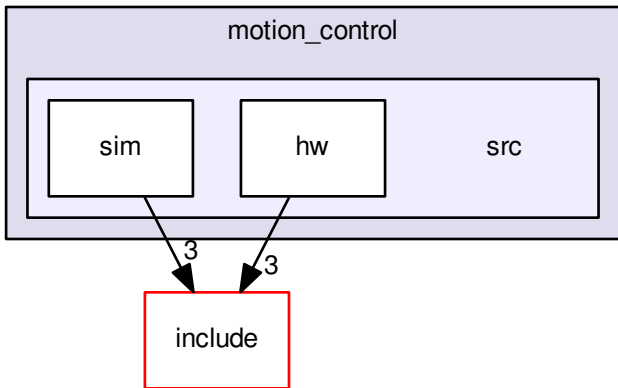 motion_control
sim
hw
src
3
3
include